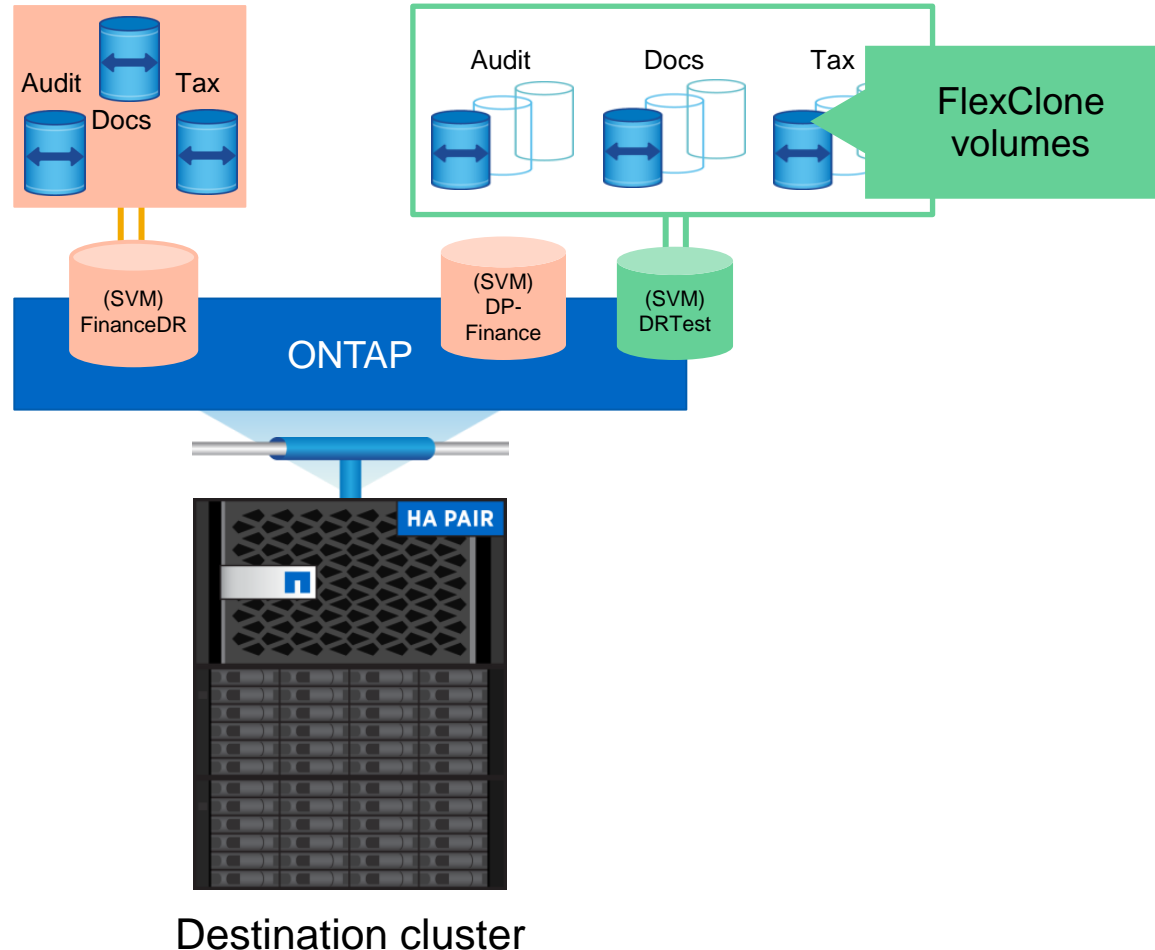 Audit
Docs
Tax
Audit
Docs
Tax
FlexClone
volumes
(SVM)
FinanceDR
(SVM)
DP-
Finance
(SVM)
DRTest
ONTAP
HA PAIR
Destination cluster